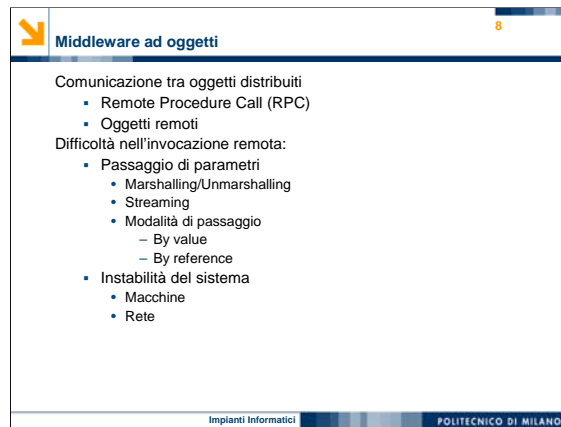 8
Middleware ad oggetti
Comunicazione tra oggetti distribuiti
▪ Remote Procedure Call (RPC)
▪ Oggetti remoti
Difficoltà nell'invocazione remota:
▪ Passaggio di parametri
• Marshalling/Unmarshalling
• Streaming
• Modalità di passaggio
– By value
– By reference
▪ Instabilità del sistema
• Macchine
• Rete
Impianti Informatici
POLITECNICO DI MILANO